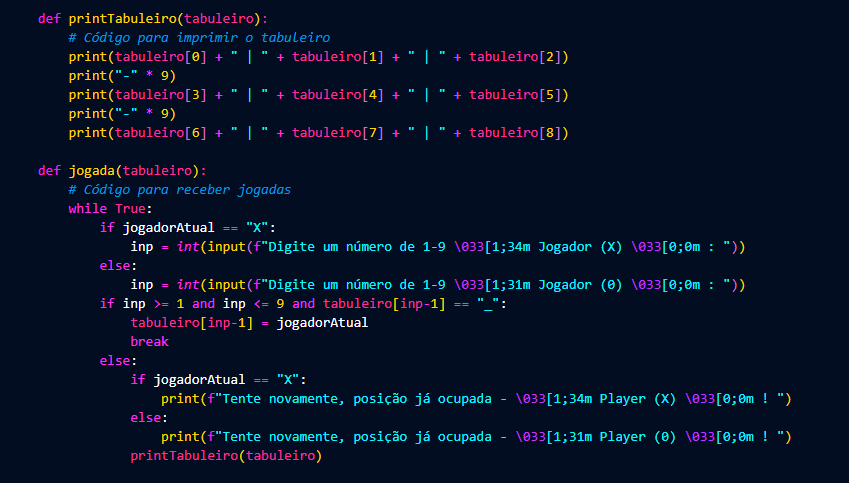 def printTabuleiro(tabuleiro):
    # Código para imprimir o tabuleiro
    print(tabuleiro[0] + " | " + tabuleiro[1] + " | " + tabuleiro[2])
    print("-" * 9)
    print(tabuleiro[3] + " | " + tabuleiro[4] + " | " + tabuleiro[5])
    print("-" * 9)
    print(tabuleiro[6] + " | " + tabuleiro[7] + " | " + tabuleiro[8])

def jogada(tabuleiro):
    # Código para receber jogadas
    while True:
        if jogadorAtual == "X":
            inp = int(input(f"Digite um número de 1-9 \033[1;34m Jogador (X) \033[0;0m : "))
        else:
            inp = int(input(f"Digite um número de 1-9 \033[1;31m Jogador (0) \033[0;0m : "))
        if inp >= 1 and inp <= 9 and tabuleiro[inp-1] == "_":
            tabuleiro[inp-1] = jogadorAtual
            break
        else:
            if jogadorAtual == "X":
                print(f"Tente novamente, posição já ocupada - \033[1;34m Player (X) \033[0;0m ! ")
            else:
                print(f"Tente novamente, posição já ocupada - \033[1;31m Player (0) \033[0;0m ! ")
            printTabuleiro(tabuleiro)